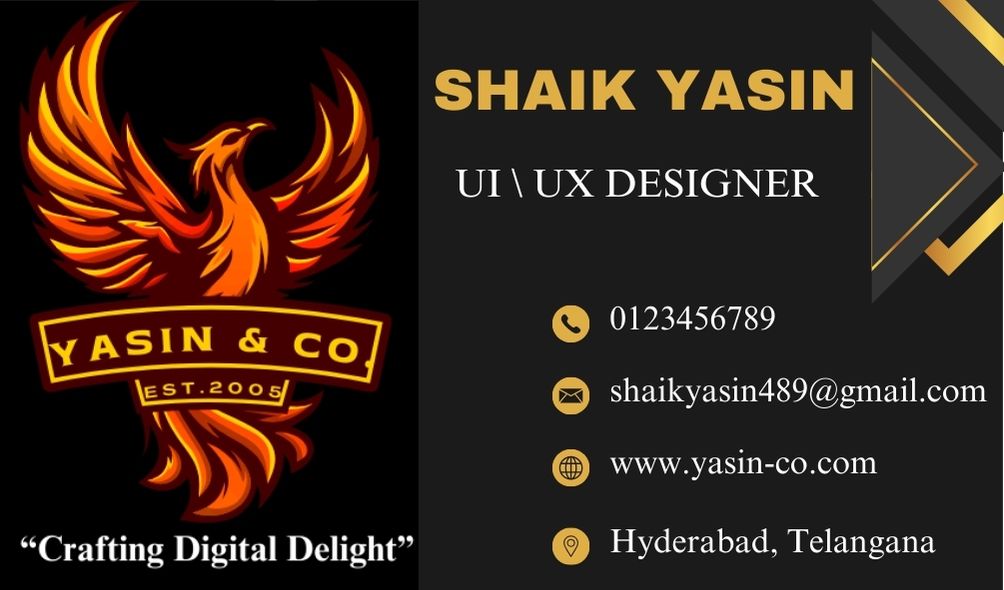 YASIN & CO.
EST.2005
“Crafting Digital Delight”
SHAIK YASIN
UI \ UX DESIGNER
0123456789
shaikyasin489@gmail.com
www.yasin-co.com
Hyderabad, Telangana